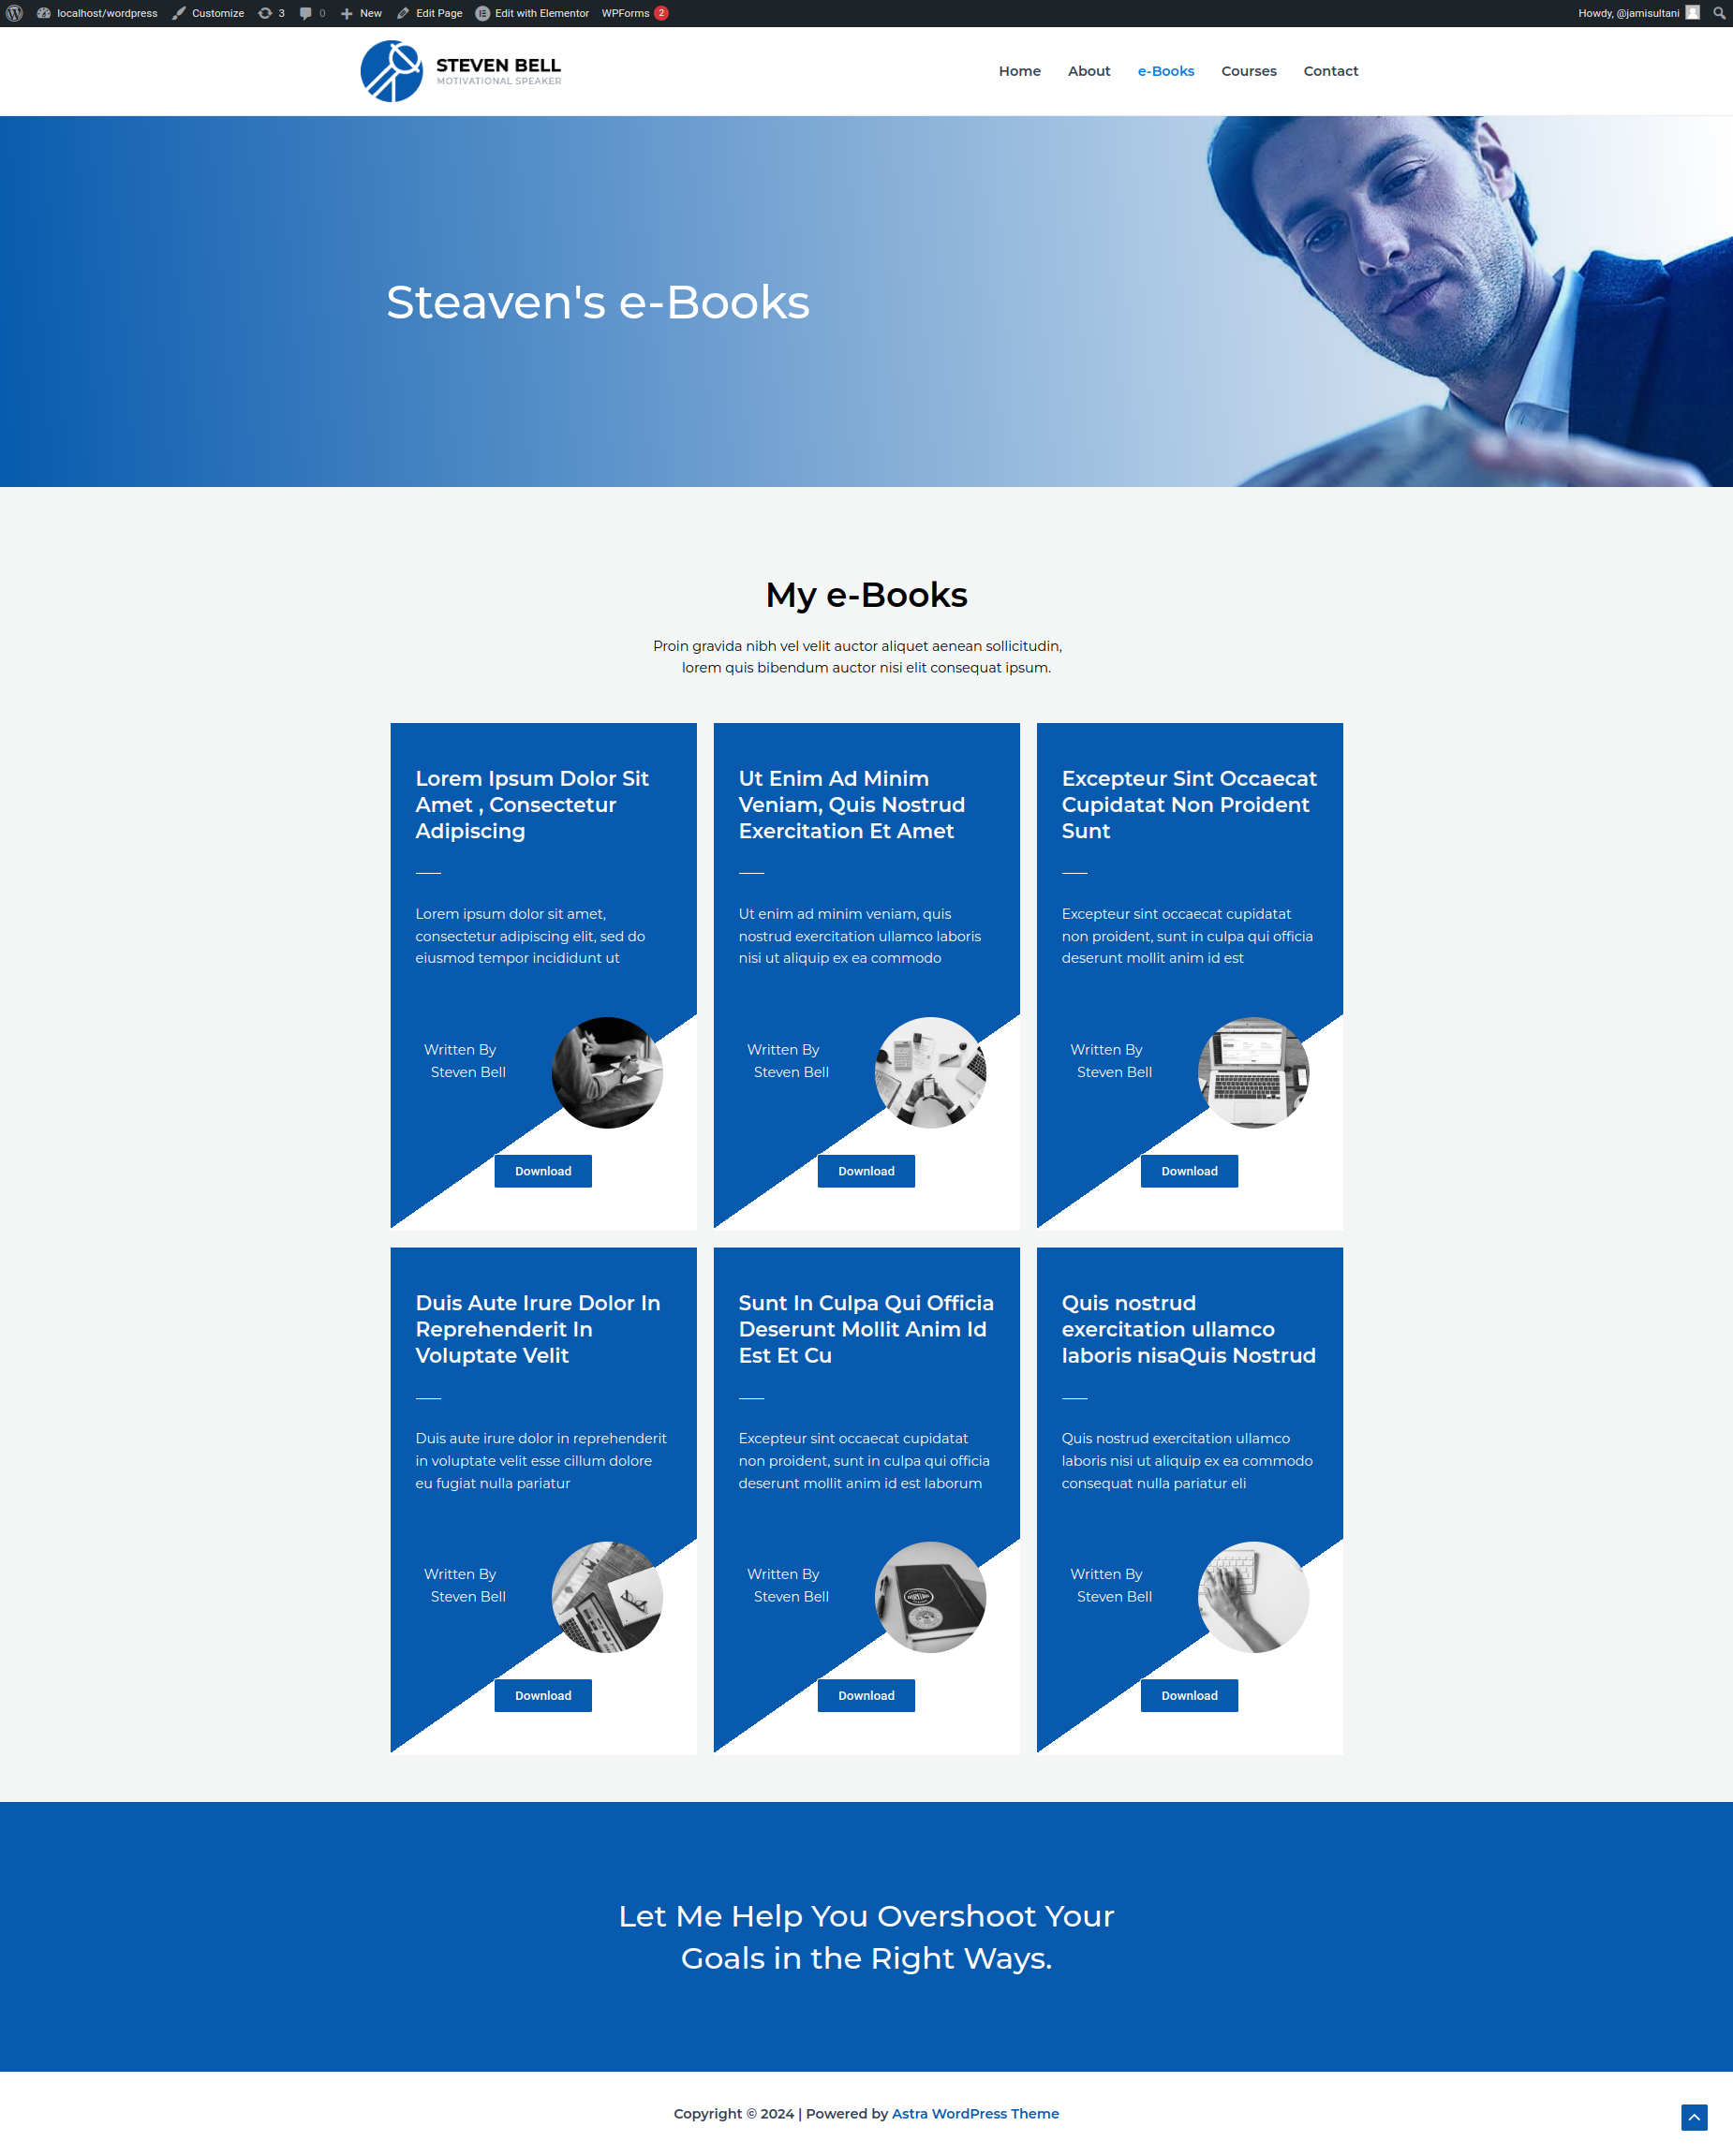 localhost/wordpress Customize 3 0 New Edit Page Edit with Elementor WPForms 2 Howdy, @jamisultani
STEVEN BELL
MOTIVATIONAL SPEAKER
Home About e-Books Courses Contact
Steaven's e-Books
My e-Books
Proin gravida nibh vel velit auctor aliquet aenean sollicitudin,
lorem quis bibendum auctor nisi elit consequat ipsum.
Lorem Ipsum Dolor Sit
Amet , Consectetur
Adipiscing
Lorem ipsum dolor sit amet,
consectetur adipiscing elit, sed do
eiusmod tempor incididunt ut
Written By
Steven Bell
Download
Ut Enim Ad Minim
Veniam, Quis Nostrud
Exercitation Et Amet
Ut enim ad minim veniam, quis
nostrud exercitation ullamco laboris
nisi ut aliquip ex ea commodo
Written By
Steven Bell
Download
Excepteur Sint Occaecat
Cupidatat Non Proident
Sunt
Excepteur sint occaecat cupidatat
non proident, sunt in culpa qui officia
deserunt mollit anim id est
Written By
Steven Bell
Download
Duis Aute Irure Dolor In
Reprehenderit In
Voluptate Velit
Duis aute irure dolor in reprehenderit
in voluptate velit esse cillum dolore
eu fugiat nulla pariatur
Written By
Steven Bell
Download
Sunt In Culpa Qui Officia
Deserunt Mollit Anim Id
Est Et Cu
Excepteur sint occaecat cupidatat
non proident, sunt in culpa qui officia
deserunt mollit anim id est laborum
Written By
Steven Bell
Download
Quis nostrud
exercitation ullamco
laboris nisaQuis Nostrud
Quis nostrud exercitation ullamco
laboris nisi ut aliquip ex ea commodo
consequat nulla pariatur eli
Written By
Steven Bell
Download
Let Me Help You Overshoot Your
Goals in the Right Ways.
Copyright © 2024 | Powered by Astra WordPress Theme